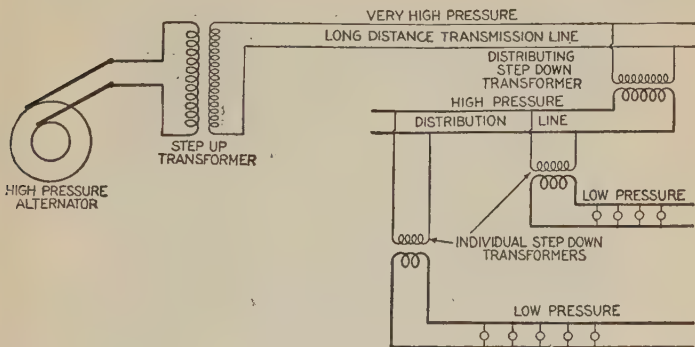 VERY HIGH PRESSURE
LONG DISTANCE TRANSMISSION LINE
DISTRIBUTING
STEP DOWN
TRANSFORMER
HIGH PRESSURE
DISTRIBUTION LINE
STEP UP
TRANSFORMER
HIGH PRESSURE
ALTERNATOR
LOW PRESSURE
INDIVIDUAL STEP DOWN
TRANSFORMERS
LOW PRESSURE